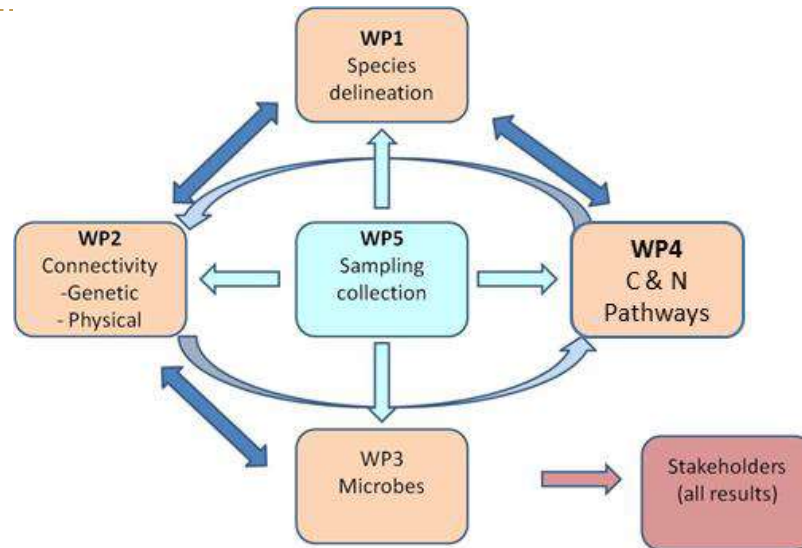 WP1
Species
delineation
WP2
Connectivity
-Genetic
- Physical
WP5
Sampling
collection
WP4
C & N
Pathways
WP3
Microbes
Stakeholders
(all results)